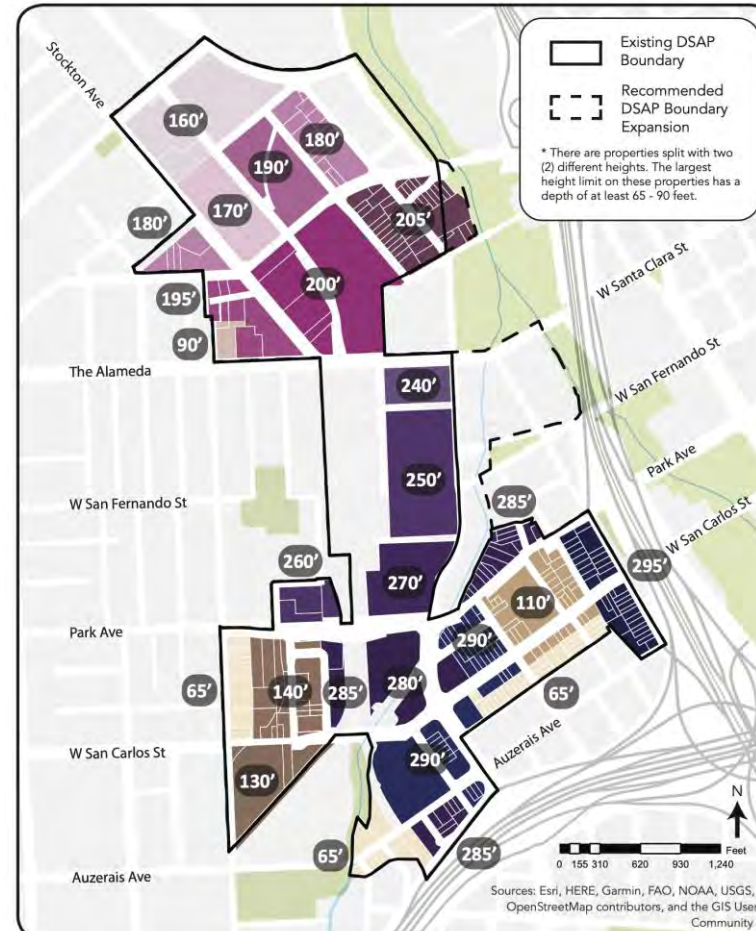 Existing DSAP
Boundary
Recommended
DSAP Boundary
Expansion
* There are properties split with two
(2) different heights. The largest
height limit on these properties has a
depth of at least 65 - 90 feet.
Stockton Ave
160'
180'
190'
170'
205'
180'
200'
195'
90'
W Santa Clara St
The Alameda
240'
W San Fernando St
250'
Park Ave
W San Fernando St
285'
W San Carlos St
260'
270'
295'
110'
Park Ave
290'
65'
140'
285'
280'
65'
Auzerais Ave
W San Carlos St
290'
130'
N
65'
285'
Feet
0 155 310 620 930 1,240
Auzerais Ave
Sources: Esri, HERE, Garmin, FAO, NOAA, USGS,
OpenStreetMap contributors, and the GIS User
Community